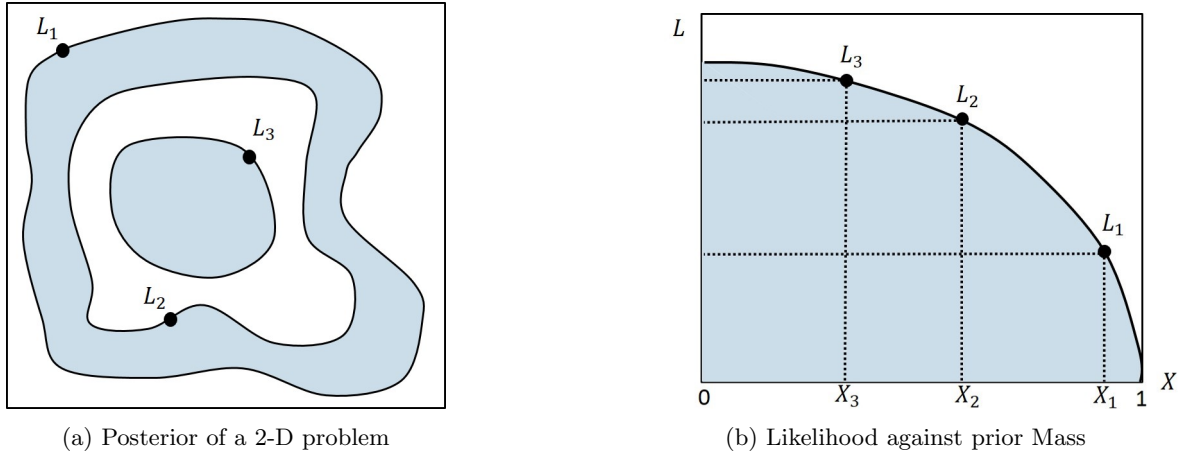 L₁
L₃
L₂
(a) Posterior of a 2-D problem
L
L₃
L₂
L₁
0
X₃
X₂
X₁
1
X
(b) Likelihood against prior Mass